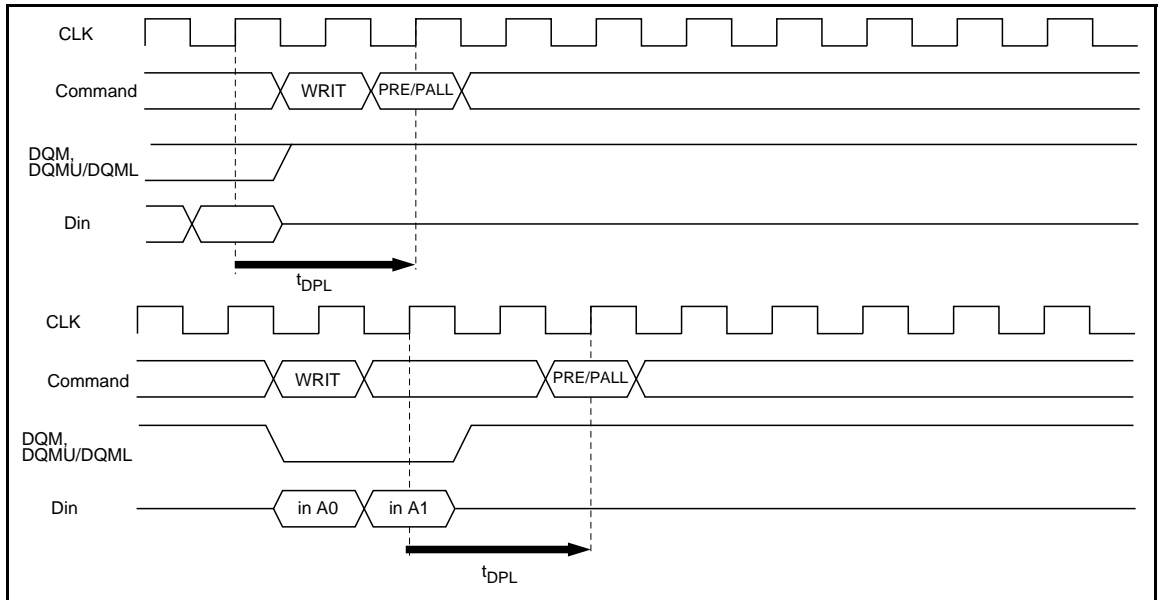 CLK
Command WRIT PRE/PALL
DQM,
DQMU/DQML
Din
tDPL
CLK
Command WRIT PRE/PALL
DQM,
DQMU/DQML
Din in A0 in A1
tDPL